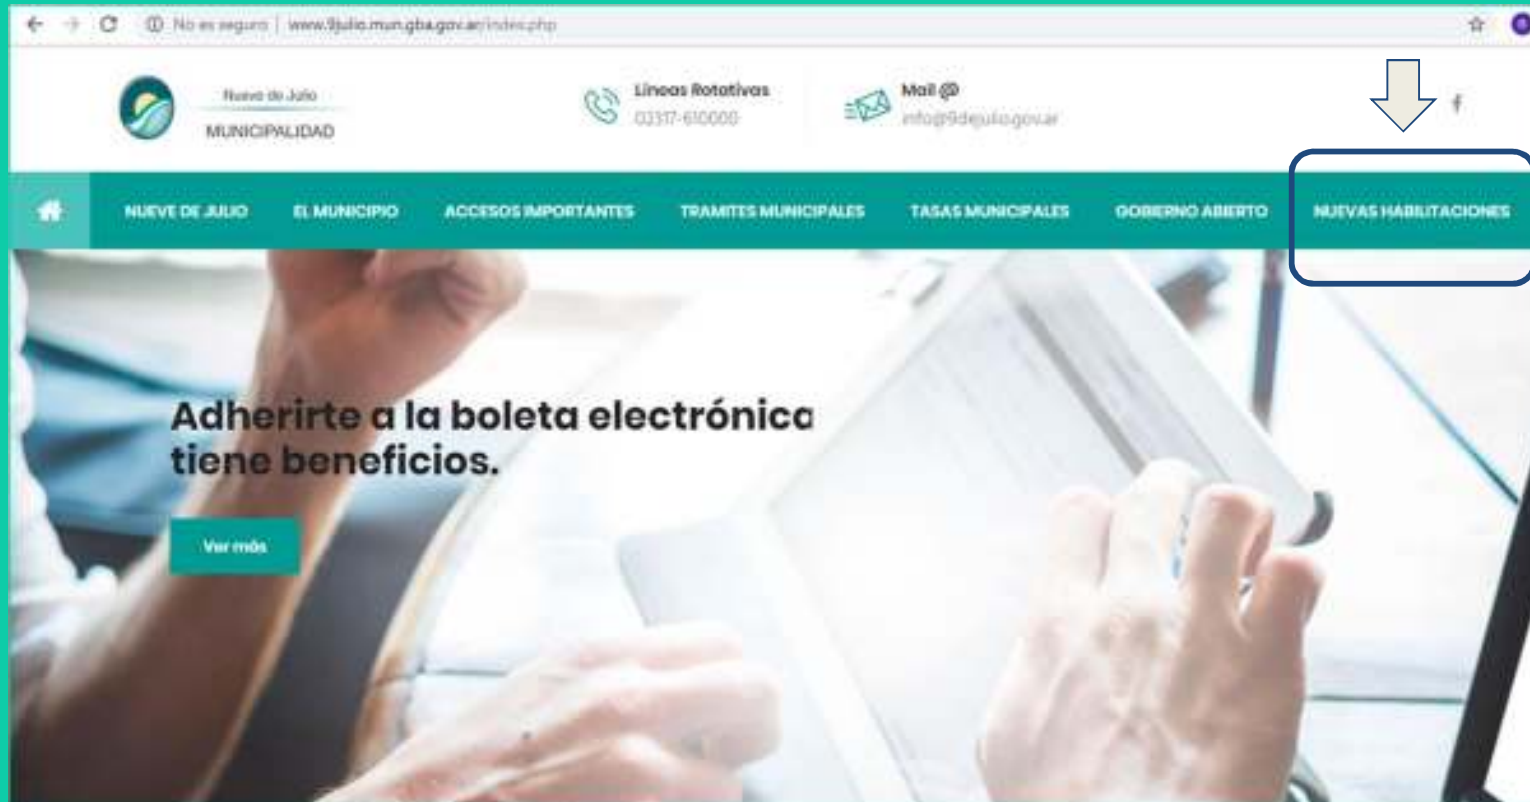 No es seguro | www.9julio.mun.gba.gov.ar/index.php
Nueve de Julio
MUNICIPALIDAD
Líneas Rotativas
02317-610000
Mail @
info@9dejulio.gov.ar
f
NUEVE DE JULIO
EL MUNICIPIO
ACCESOS IMPORTANTES
TRAMITES MUNICIPALES
TASAS MUNICIPALES
GOBIERNO ABIERTO
NUEVAS HABILITACIONES
Adherirte a la boleta electrónica
tiene beneficios.
Ver más